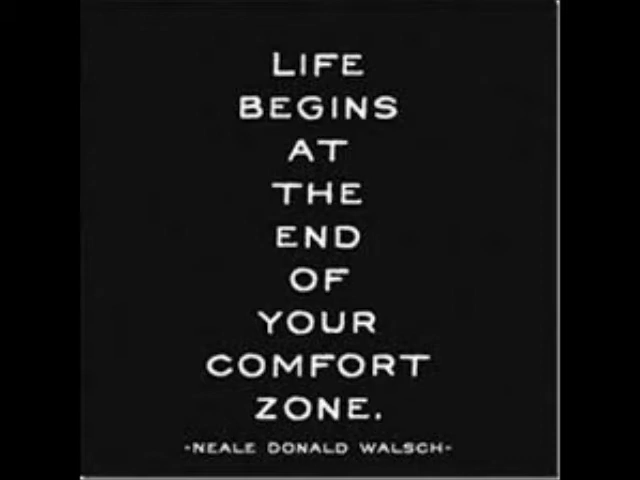 LIFE
BEGINS
AT
THE
END
OF
YOUR
COMFORT
ZONE.
-NEALE DONALD WALSCH-